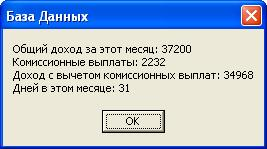 База Данных
Общий доход за этот месяц: 37200
Комиссионные выплаты: 2232
Доход с вычетом комиссионных выплат: 34968
Дней в этом месяце: 31
OK